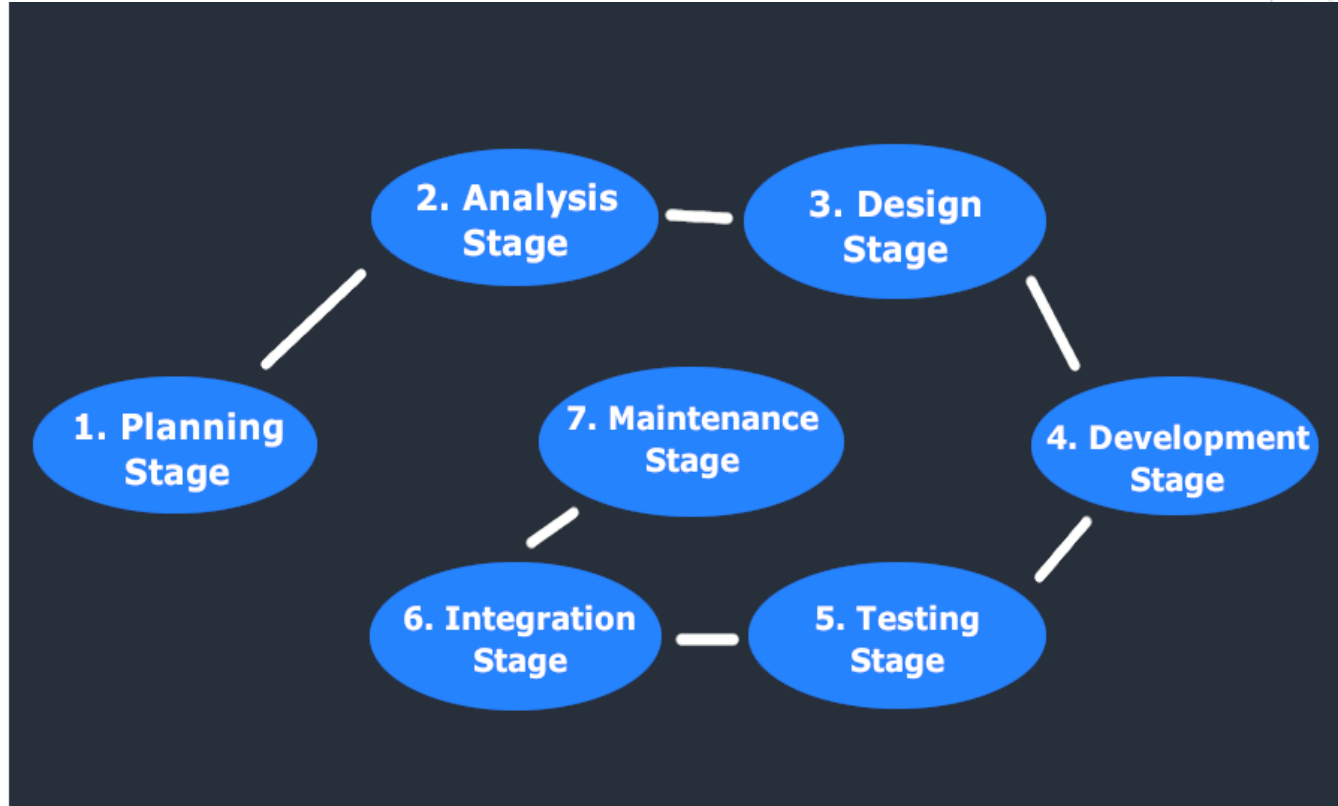 1. Planning
Stage
2. Analysis
Stage
3. Design
Stage
4. Development
Stage
5. Testing
Stage
6. Integration
Stage
7. Maintenance
Stage